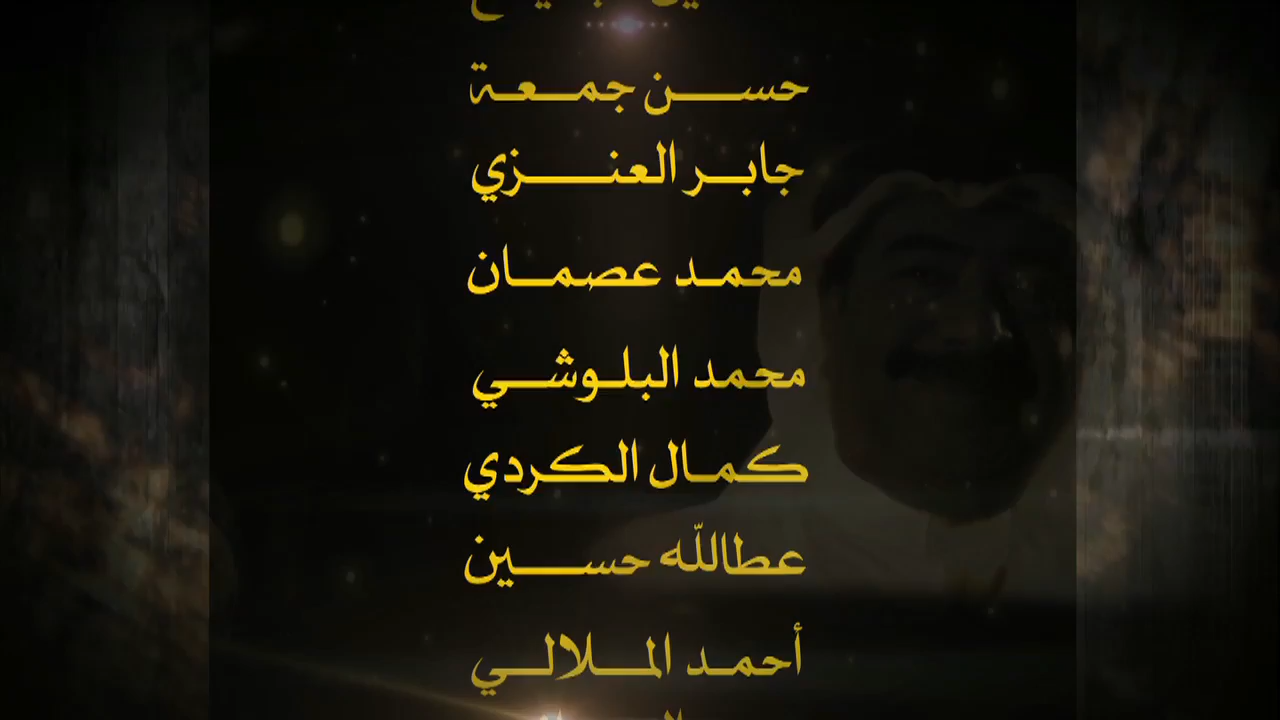 حسن جمعة
جابر العنزي
محمد عصمان
محمد البلوشي
كمال الكردي
عطالله حسين
أحمد الملالي